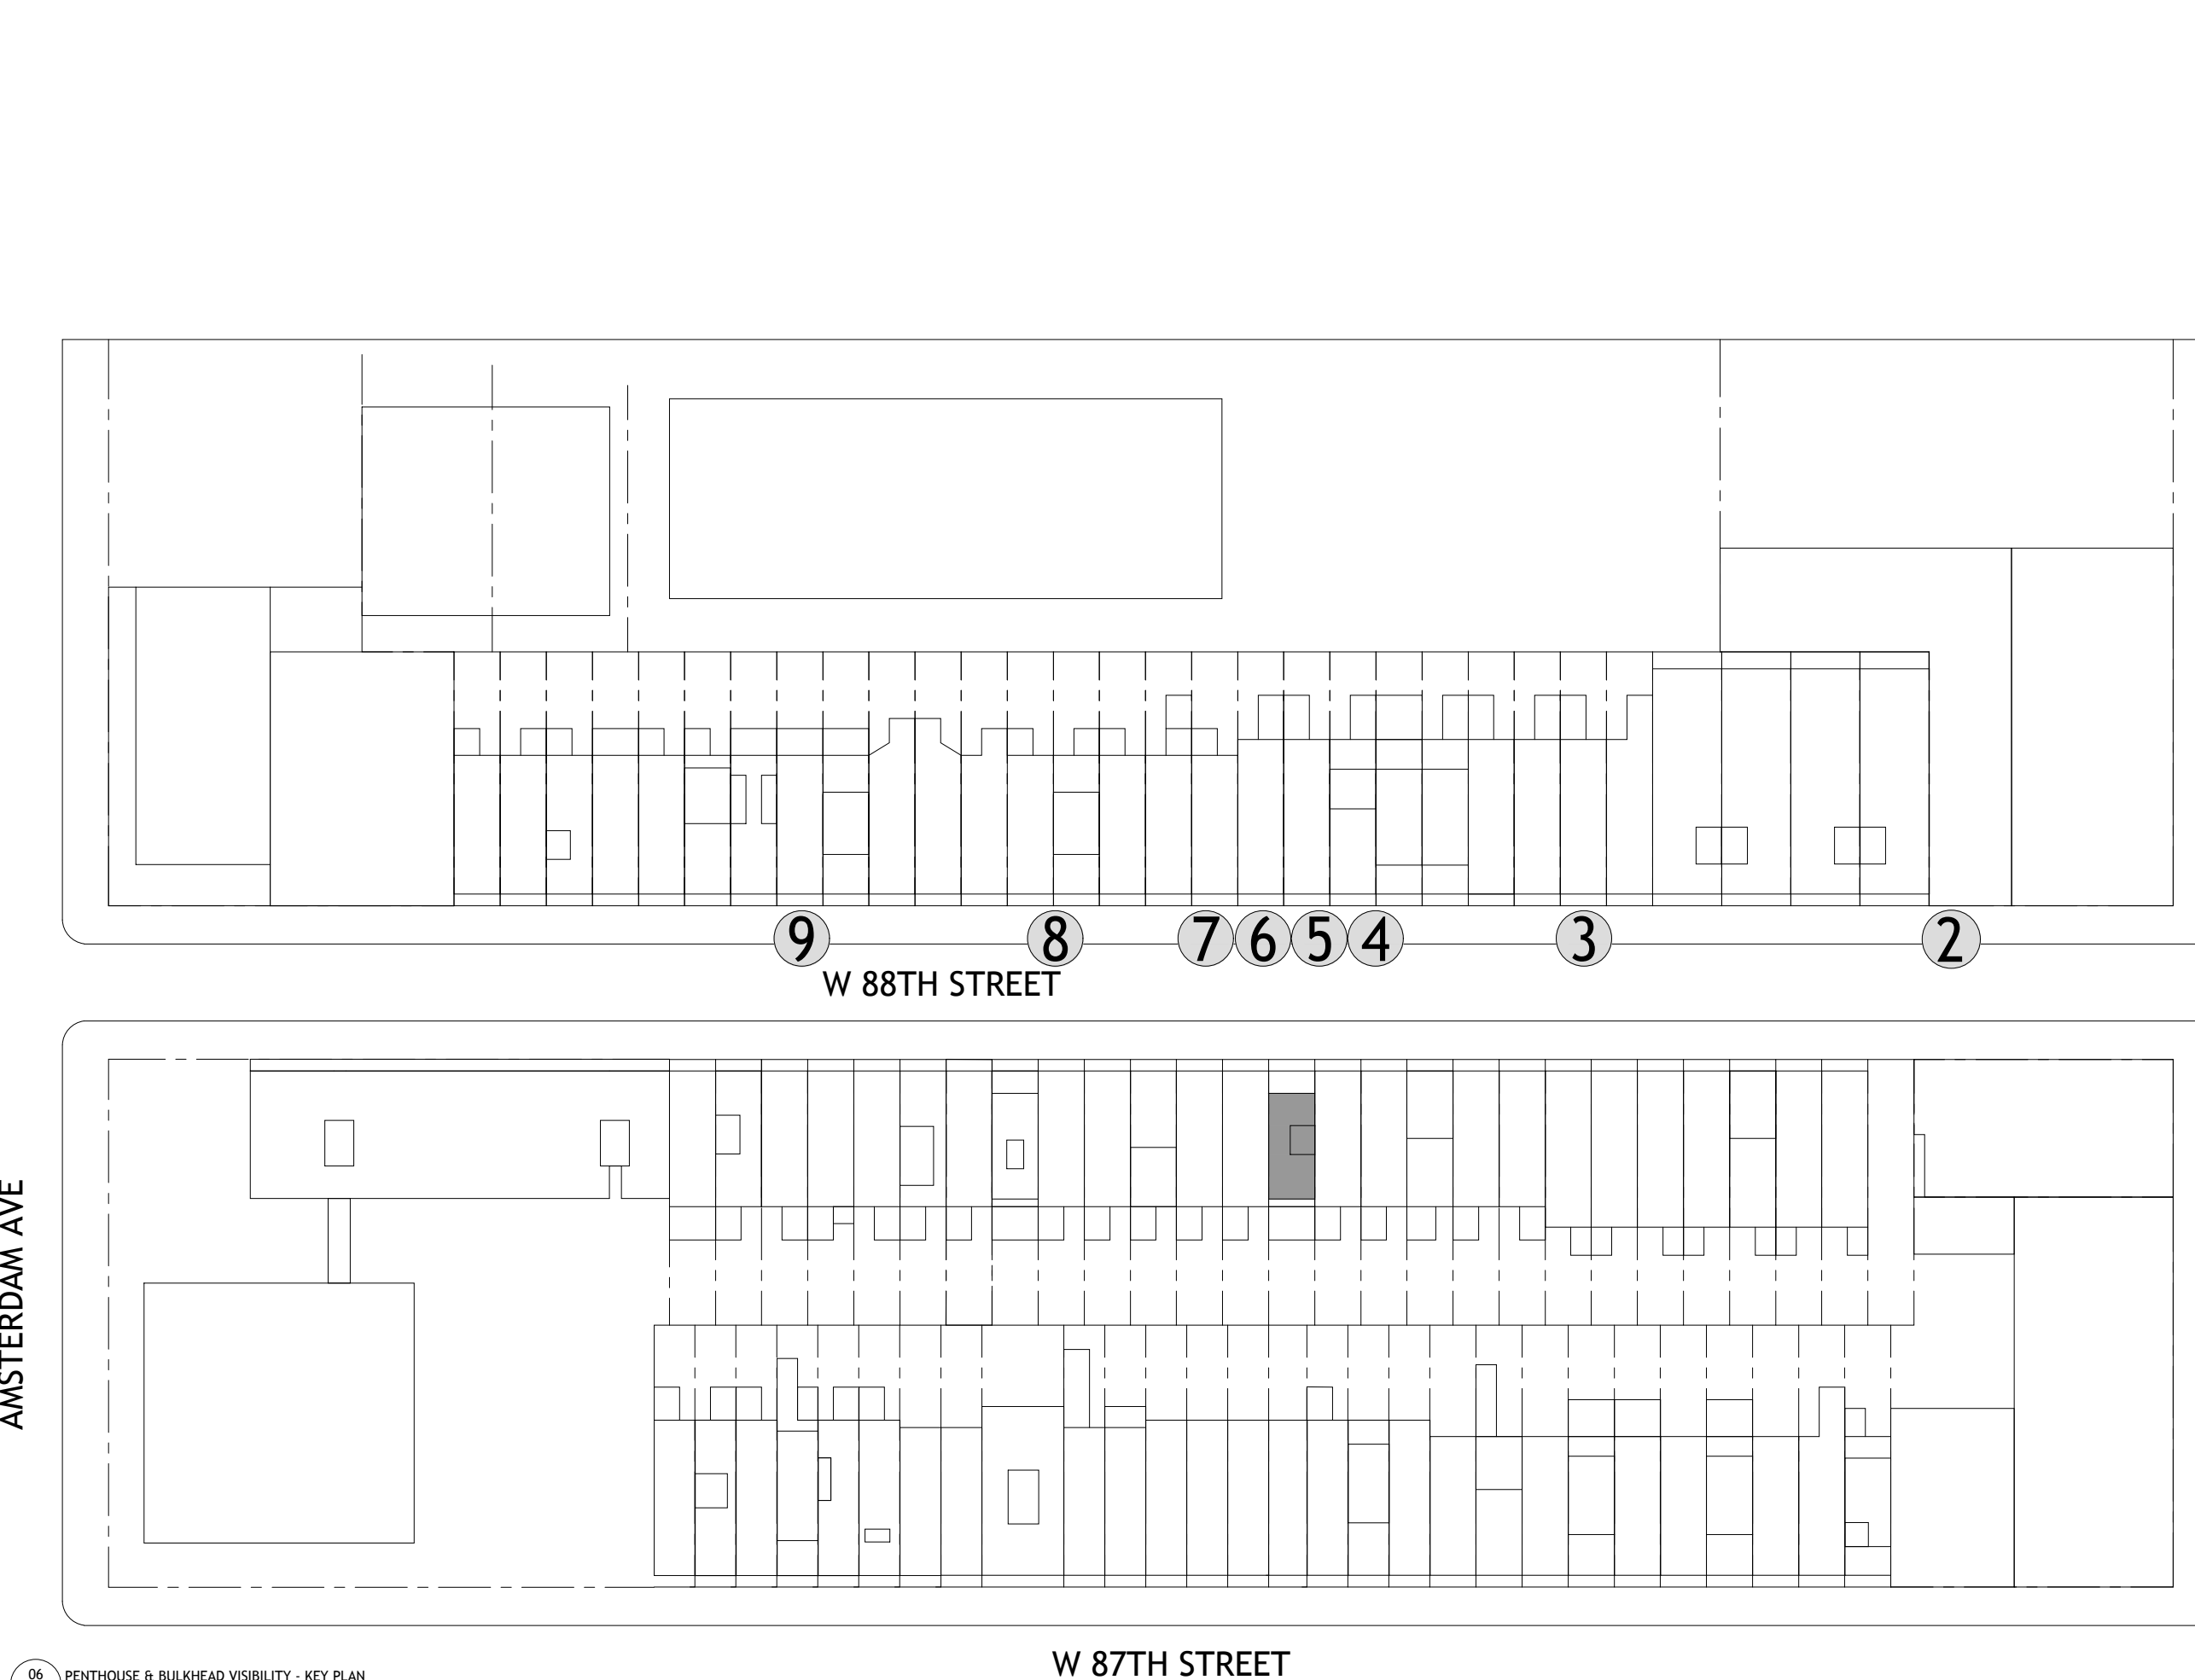 9 8 7 6 5 4 3 2
W 88TH STREET
AMSTERDAM AVE
W 87TH STREET
06 PENTHOUSE & BULKHEAD VISIBILITY - KEY PLAN